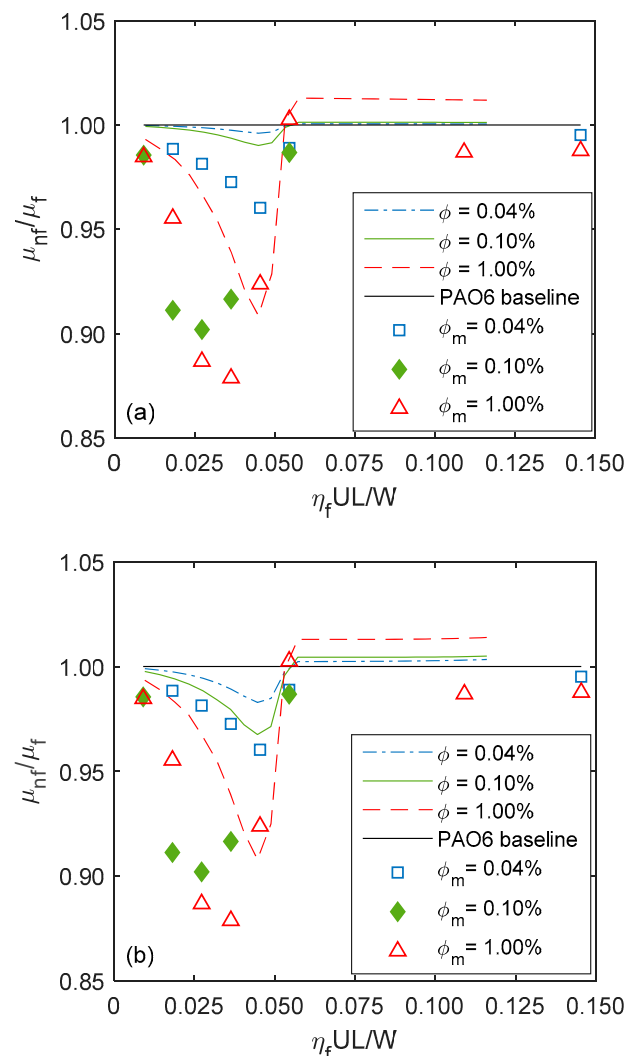 1.05
1.00
0.95
0.90
0.85
μnf/μf
(a)
ϕ = 0.04%
ϕ = 0.10%
ϕ = 1.00%
PAO6 baseline
ϕm= 0.04%
ϕm= 0.10%
ϕm= 1.00%
0 0.025 0.050 0.075 0.100 0.125 0.150
ηfUL/W
1.05
1.00
0.95
0.90
0.85
μnf/μf
(b)
ϕ = 0.04%
ϕ = 0.10%
ϕ = 1.00%
PAO6 baseline
ϕm= 0.04%
ϕm= 0.10%
ϕm= 1.00%
0 0.025 0.050 0.075 0.100 0.125 0.150
ηfUL/W